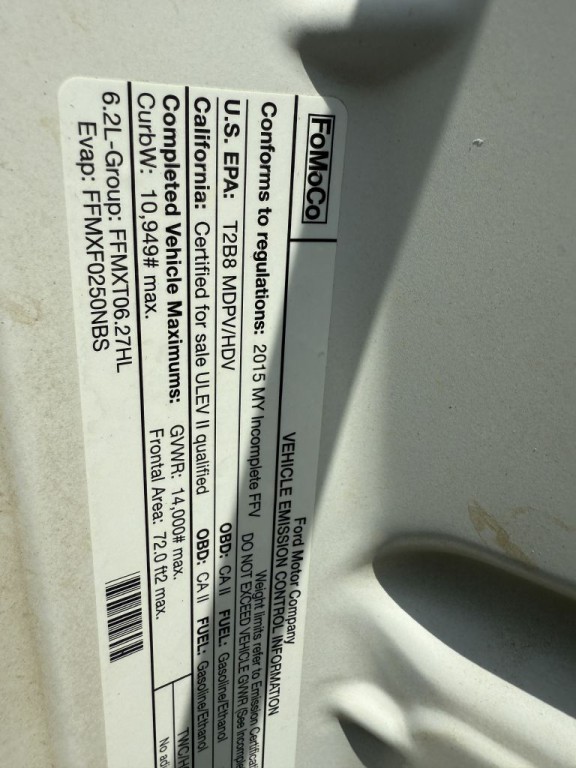 FoMoCo
Ford Motor Company
VEHICLE EMISSION CONTROL INFORMATION
Conforms to regulations: 2015 MY Incomplete FFV
Weight limits refer to Emission
DO NOT EXCEED VEHICLE GVWR (See
U.S. EPA: T2B8 MDPV/HDV OBD: CA II FUEL: Gasoline/Ethanol
California: Certified for sale ULEV II qualified OBD: CA II FUEL: Gasoline/Ethanol
Completed Vehicle Maximums: GVWR: 14,000# max.
CurbW: 10,949# max. Frontal Area: 72.0 ft2 max.
6.2L-Group: FFMXT06.27HL
Evap: FFMXF0250NBS
TWC/H
No adj